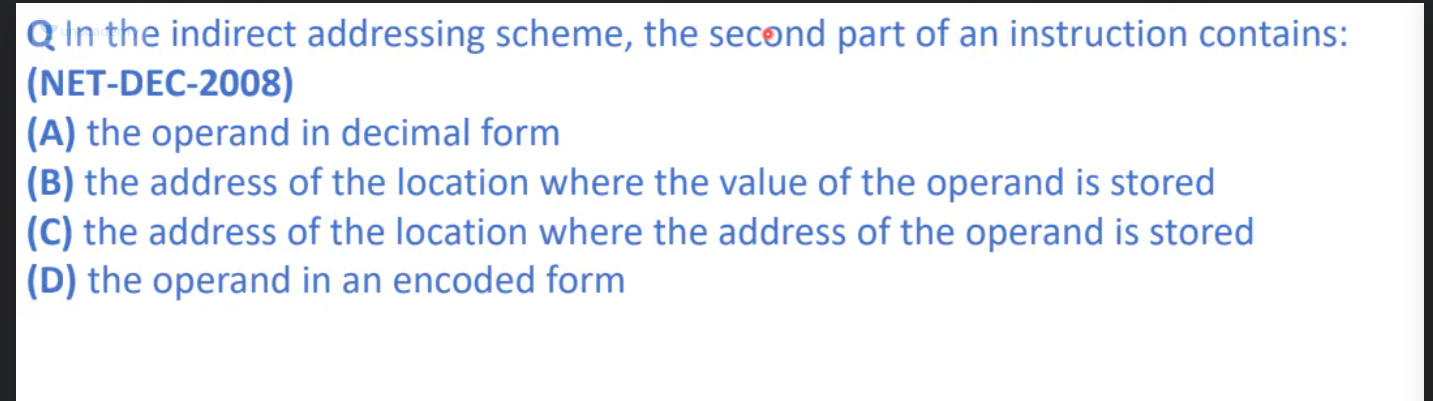 Q In the indirect addressing scheme, the second part of an instruction contains:
(NET-DEC-2008)
(A) the operand in decimal form
(B) the address of the location where the value of the operand is stored
(C) the address of the location where the address of the operand is stored
(D) the operand in an encoded form